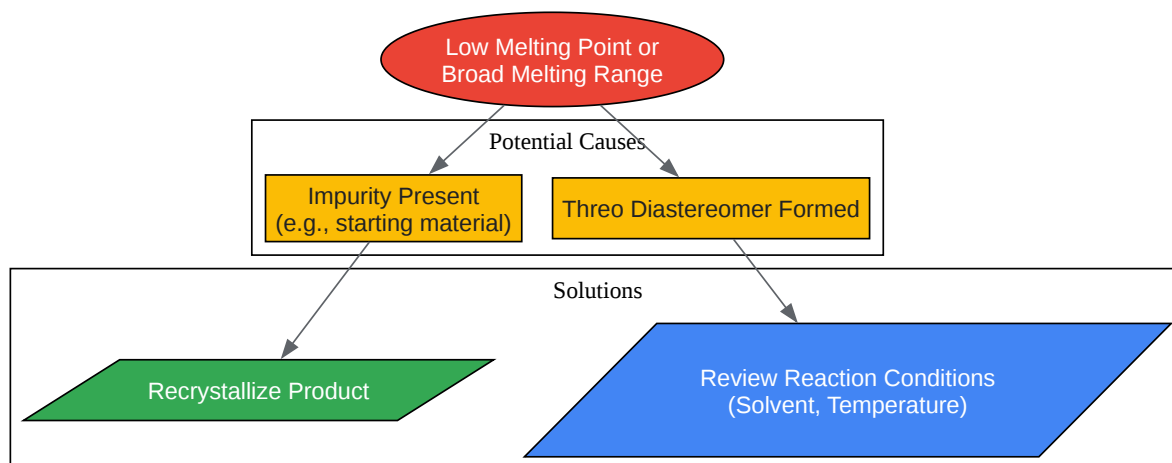 Low Melting Point or
Broad Melting Range
Potential Causes
Impurity Present
(e.g., starting material)
Threo Diastereomer Formed
Solutions
Recrystallize Product
Review Reaction Conditions
(Solvent, Temperature)